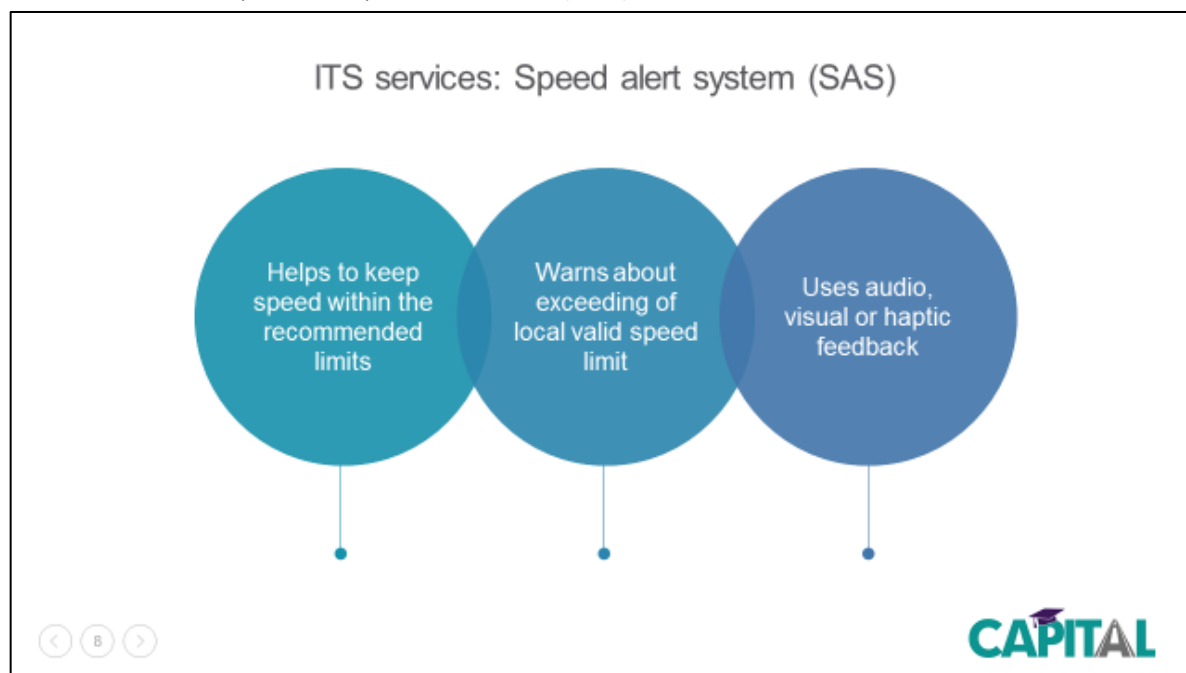 ITS services: Speed alert system (SAS)
Helps to keep
speed within the
recommended
limits
Warns about
exceeding of
local valid speed
limit
Uses audio,
visual or haptic
feedback
8
CAPITAL